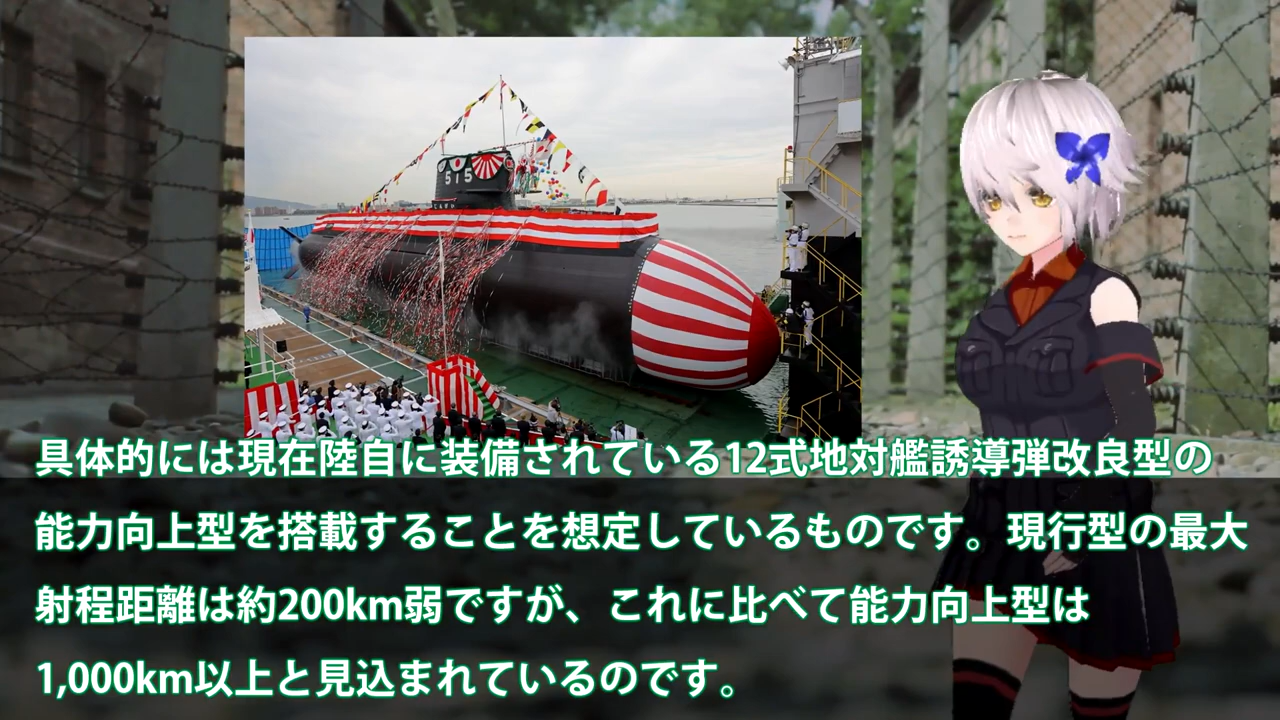 515
具体的には現在陸自に装備されている12式地対艦誘導弾改良型の
能力向上型を搭載することを想定しているものです。現行型の最大
射程距離は約200km弱ですが、これに比べて能力向上型は
1,000km以上と見込まれているのです。